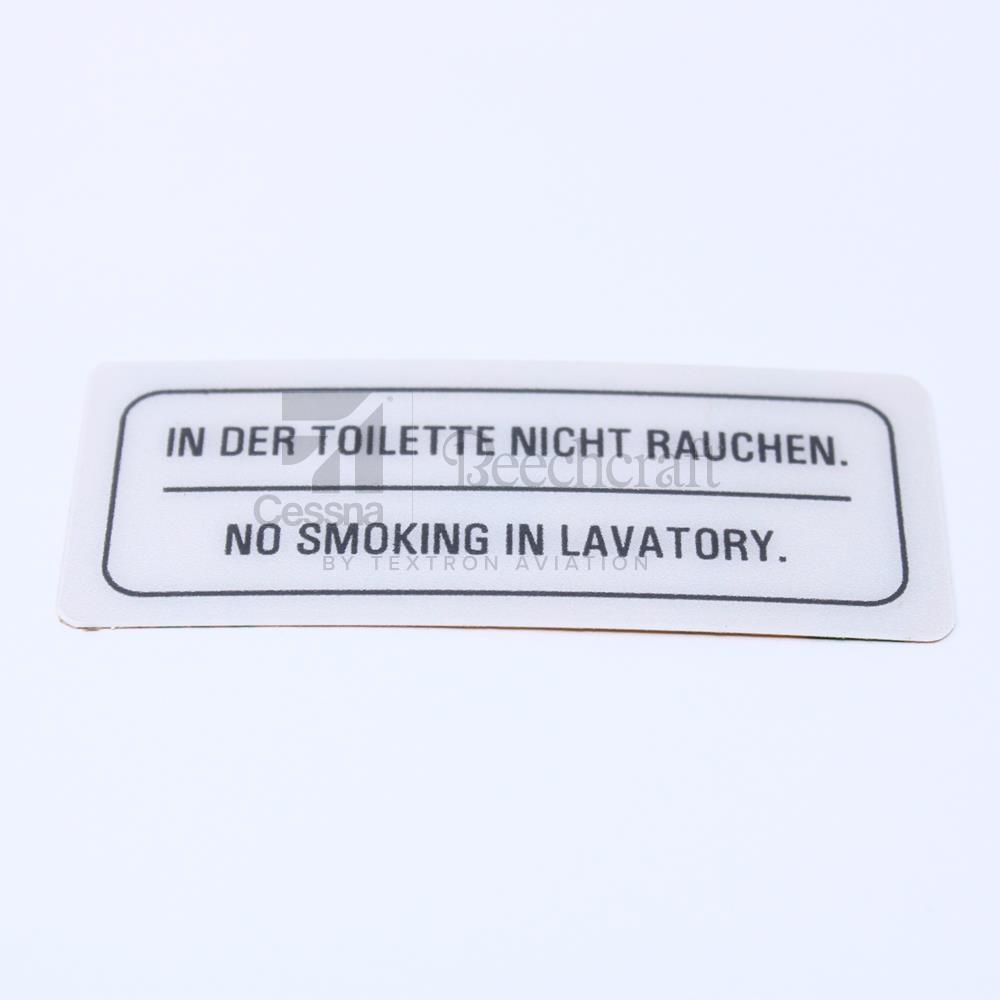 IN DER TOILETTE NICHT RAUCHEN.
NO SMOKING IN LAVATORY.
Cessna
Beechcraft
BY TEXTRON AVIATION